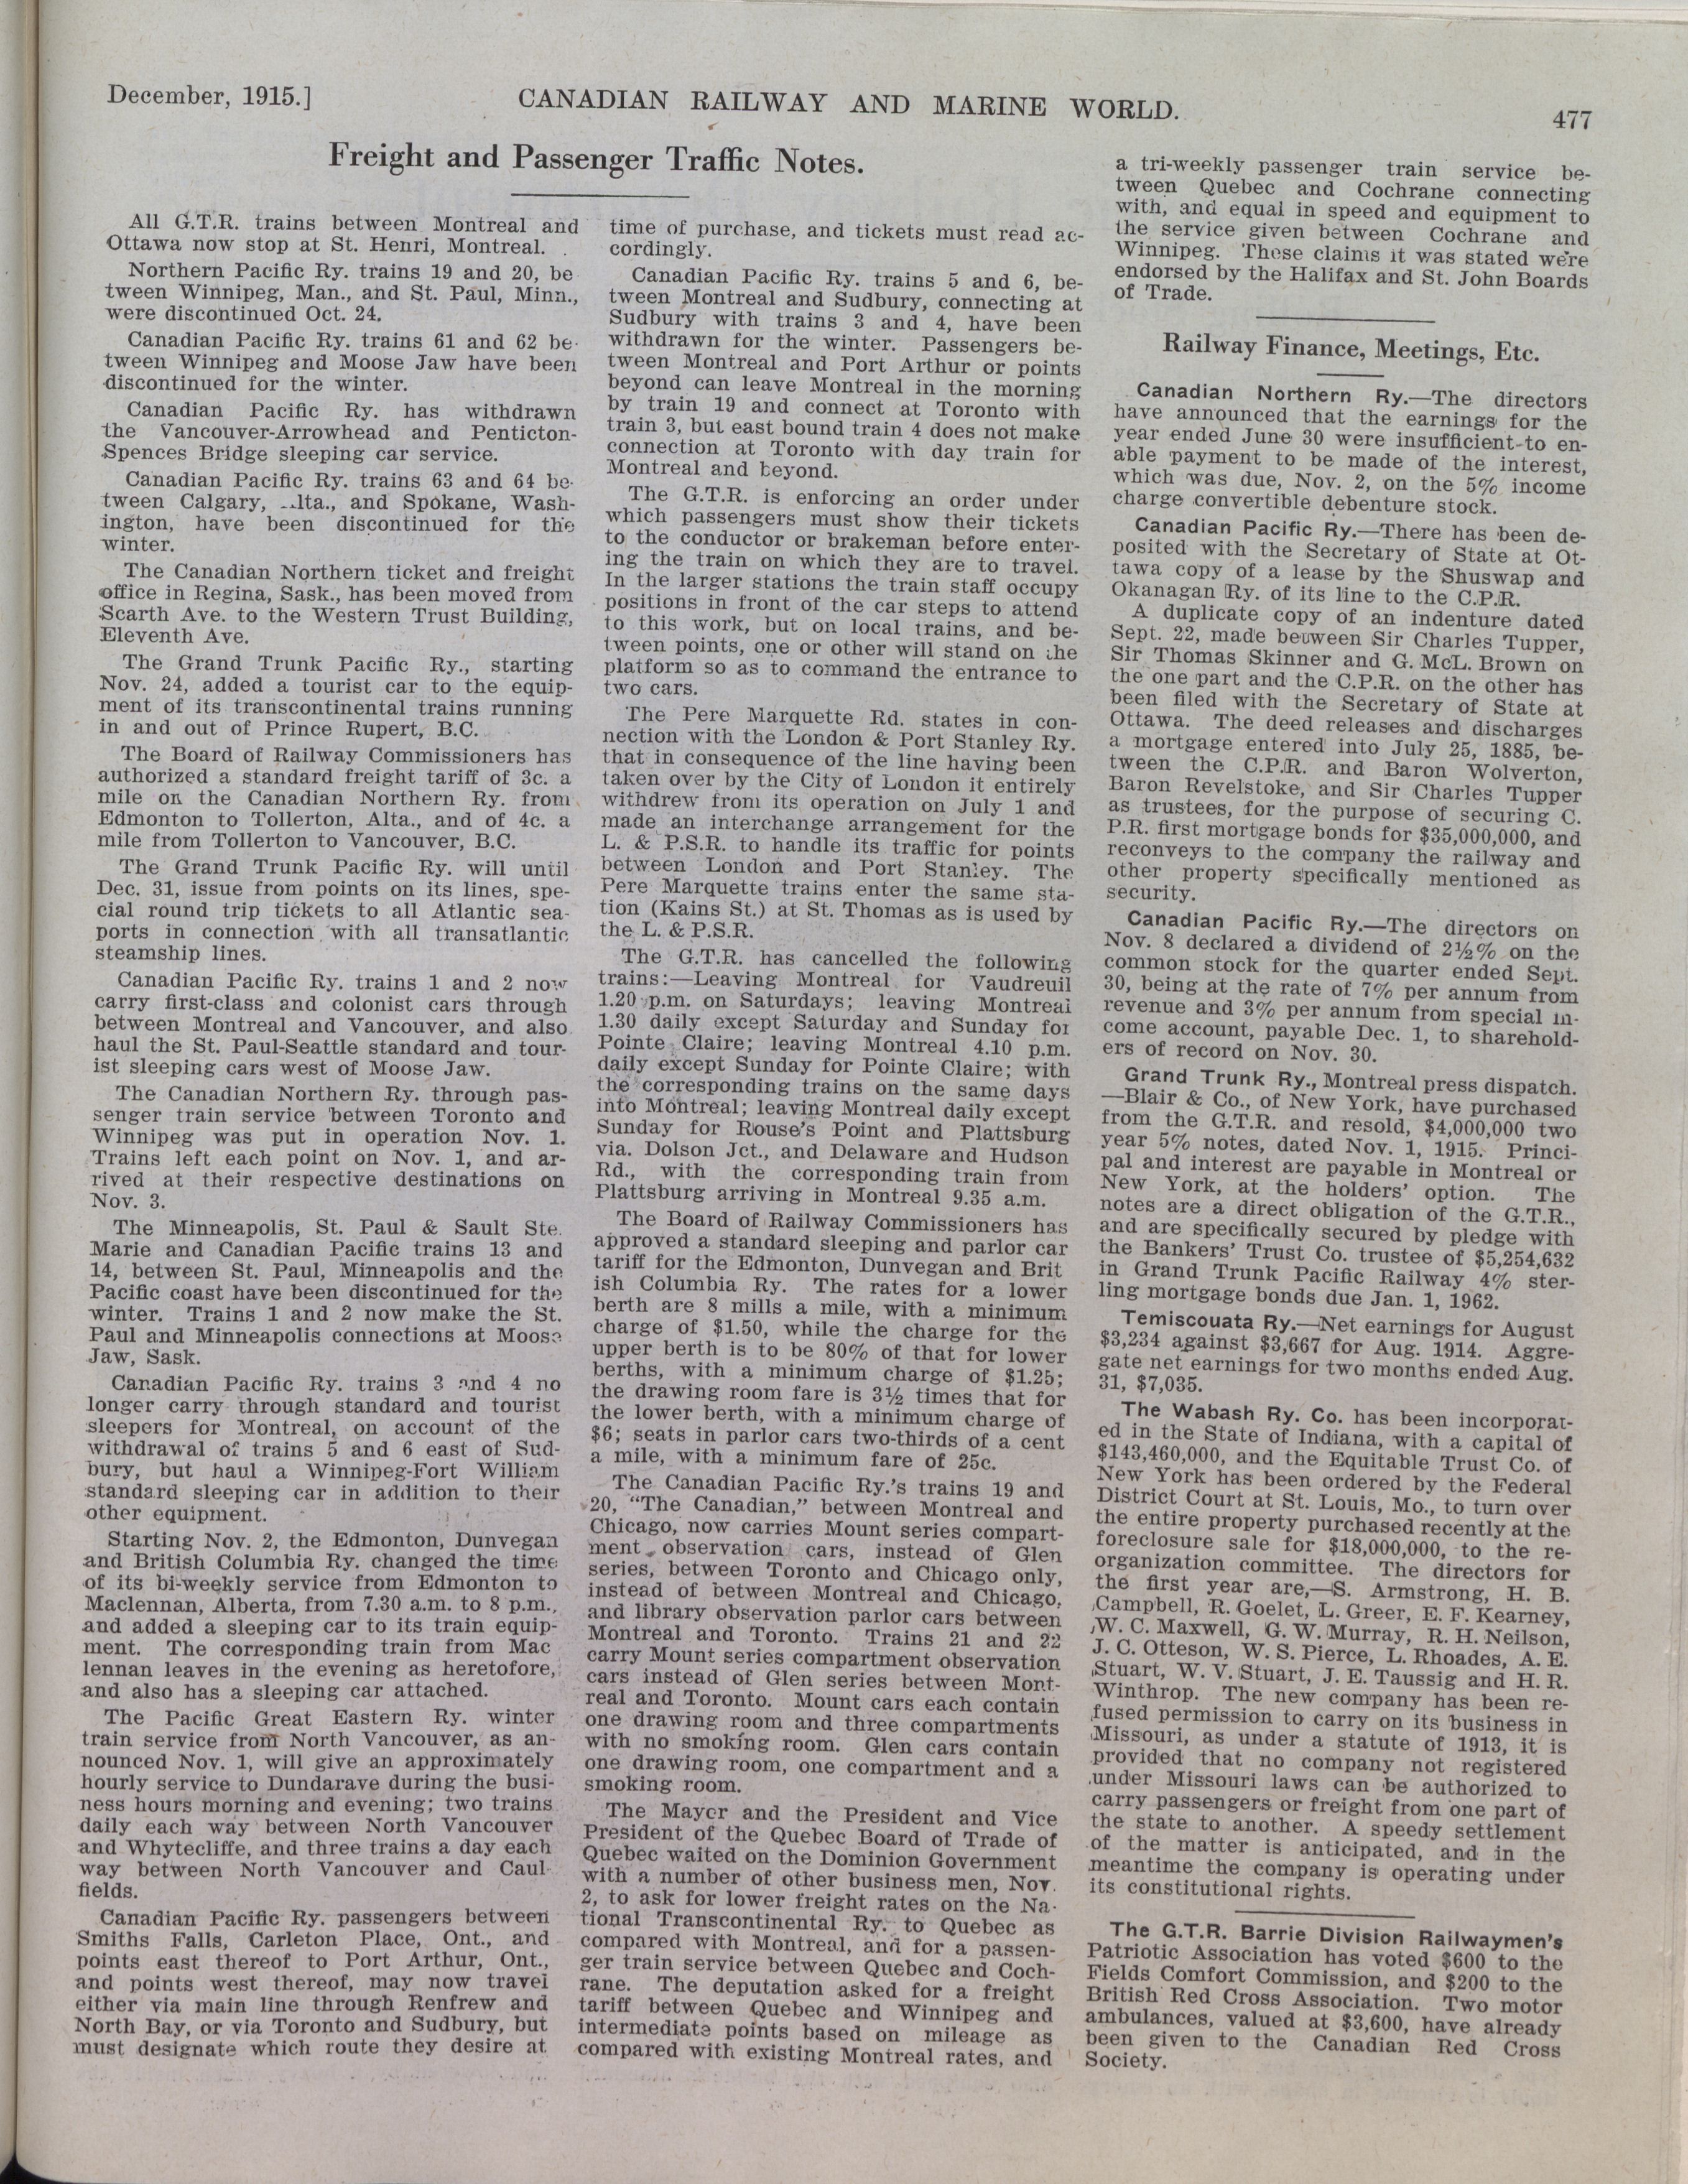 December, 1915.]
CANADIAN RAILWAY AND MARINE WORLD.
477
Freight and Passenger Traffic Notes.
All G.T.R. trains between Montreal and
Ottawa now stop at St. Henri, Montreal.
Northern Pacific Ry. trains 19 and 20, be
tween Winnipeg, Man., and St. Paul, Minn.,
were discontinued Oct. 24.
Canadian Pacific Ry. trains 61 and 62 be-
tween Winnipeg and Moose Jaw have been
discontinued for the winter.
Canadian Pacific Ry. has withdrawn
the Vancouver-Arrowhead and Penticton-
Spences Bridge sleeping car service.
Canadian Pacific Ry. trains 63 and 64 be-
tween Calgary, ..lta., and Spokane, Wash-
ington, have been discontinued for the
winter.
The Canadian Northern ticket and freight
office in Regina, Sask., has been moved from
Scarth Ave. to the Western Trust Building,
Eleventh Ave.
The Grand Trunk Pacific Ry., starting
Nov. 24, added a tourist car to the equip-
ment of its transcontinental trains running
in and out of Prince Rupert, B.C.
The Board of Railway Commissioners has
authorized a standard freight tariff of 3c. a
mile on the Canadian Northern Ry. from
Edmonton to Tollerton, Alta., and of 4c. a
mile from Tollerton to Vancouver, B.C.
The Grand Trunk Pacific Ry. will until
Dec. 31, issue from points on its lines, spe-
cial round trip tickets to all Atlantic sea-
ports in connection with all transatlantic
steamship lines.
Canadian Pacific Ry. trains 1 and 2 now
carry first-class and colonist cars through
between Montreal and Vancouver, and also
haul the St. Paul-Seattle standard and tour-
ist sleeping cars west of Moose Jaw.
The Canadian Northern Ry. through pas-
senger train service between Toronto and
Winnipeg was put in operation Nov. 1.
Trains left each point on Nov. 1, and ar-
rived at their respective destinations on
Nov. 3.
The Minneapolis, St. Paul & Sault Ste.
Marie and Canadian Pacific trains 13 and
14, between St. Paul, Minneapolis and the
Pacific coast have been discontinued for the
winter. Trains 1 and 2 now make the St.
Paul and Minneapolis connections at Moose
Jaw, Sask.
Canadian Pacific Ry. trains 3 and 4 no
longer carry through standard and tourist
sleepers for Montreal, on account of the
withdrawal of trains 5 and 6 east of Sud-
bury, but haul a Winnipeg-Fort William
standard sleeping car in addition to their
other equipment.
Starting Nov. 2, the Edmonton, Dunvegan
and British Columbia Ry. changed the time
of its bi-weekly service from Edmonton to
Maclennan, Alberta, from 7.30 a.m. to 8 p.m.,
and added a sleeping car to its train equip-
ment. The corresponding train from Mac
lennan leaves in the evening as heretofore,
and also has a sleeping car attached.
The Pacific Great Eastern Ry. winter
train service from North Vancouver, as an-
nounced Nov. 1, will give an approximately
hourly service to Dundarave during the busi-
ness hours morning and evening; two trains
daily each way between North Vancouver
and Whytecliffe, and three trains a day each
way between North Vancouver and Caul-
fields.
Canadian Pacific Ry. passengers between
Smiths Falls, Carleton Place, Ont., and
points east thereof to Port Arthur, Ont.,
and points west thereof, may now travel
either via main line through Renfrew and
North Bay, or via Toronto and Sudbury, but
must designate which route they desire at
time of purchase, and tickets must read ac-
cordingly.
Canadian Pacific Ry. trains 5 and 6, be-
tween Montreal and Sudbury, connecting at
Sudbury with trains 3 and 4, have been
withdrawn for the winter. Passengers be-
tween Montreal and Port Arthur or points
beyond can leave Montreal in the morning
by train 19 and connect at Toronto with
train 3, but east bound train 4 does not make
connection at Toronto with day train for
Montreal and beyond.
The G.T.R. is enforcing an order under
which passengers must show their tickets
to the conductor or brakeman before enter-
ing the train on which they are to travel.
In the larger stations the train staff occupy
positions in front of the car steps to attend
to this work, but on local trains, and be-
tween points, one or other will stand on the
platform so as to command the entrance to
two cars.
The Pere Marquette Rd. states in con-
nection with the London & Port Stanley Ry.
that in consequence of the line having been
taken over by the City of London it entirely
withdrew from its operation on July 1 and
made an interchange arrangement for the
L. & P.S.R. to handle its traffic for points
between London and Port Stanley. The
Pere Marquette trains enter the same sta-
tion (Kains St.) at St. Thomas as is used by
the L. & P.S.R.
The G.T.R. has cancelled the following
trains:—Leaving Montreal for Vaudreuil
1.20 p.m. on Saturdays; leaving Montreal
1.30 daily except Saturday and Sunday for
Pointe Claire; leaving Montreal 4.10 p.m.
daily except Sunday for Pointe Claire; with
the corresponding trains on the same days
into Montreal; leaving Montreal daily except
Sunday for Rouse's Point and Plattsburg
via. Dolson Jct., and Delaware and Hudson
Rd., with the corresponding train from
Plattsburg arriving in Montreal 9.35 a.m.
The Board of Railway Commissioners has
approved a standard sleeping and parlor car
tariff for the Edmonton, Dunvegan and Brit
ish Columbia Ry. The rates for a lower
berth are 8 mills a mile, with a minimum
charge of $1.50, while the charge for the
upper berth is to be 80% of that for lower
berths, with a minimum charge of $1.25;
the drawing room fare is 3½ times that for
the lower berth, with a minimum charge of
$6; seats in parlor cars two-thirds of a cent
a mile, with a minimum fare of 25c.
The Canadian Pacific Ry.'s trains 19 and
20, "The Canadian," between Montreal and
Chicago, now carries Mount series compart-
ment observation cars, instead of Glen
series, between Toronto and Chicago only,
instead of between Montreal and Chicago,
and library observation parlor cars between
Montreal and Toronto. Trains 21 and 22
carry Mount series compartment observation
cars instead of Glen series between Mont-
real and Toronto. Mount cars each contain
one drawing room and three compartments
with no smoking room. Glen cars contain
one drawing room, one compartment and a
smoking room.
The Mayor and the President and Vice
President of the Quebec Board of Trade of
Quebec waited on the Dominion Government
with a number of other business men, Nov.
2, to ask for lower freight rates on the Na-
tional Transcontinental Ry. to Quebec as
compared with Montreal, and for a passen-
ger train service between Quebec and Coch-
rane. The deputation asked for a freight
tariff between Quebec and Winnipeg and
intermediate points based on mileage as
compared with existing Montreal rates, and
a tri-weekly passenger train service be-
tween Quebec and Cochrane connecting
with, and equal in speed and equipment to
the service given between Cochrane and
Winnipeg. These claims it was stated were
endorsed by the Halifax and St. John Boards
of Trade.
Railway Finance, Meetings, Etc.
Canadian Northern Ry.—The directors
have announced that the earnings for the
year ended June 30 were insufficient to en-
able payment to be made of the interest,
which was due, Nov. 2, on the 5% income
charge convertible debenture stock.
Canadian Pacific Ry.—There has been de-
posited with the Secretary of State at Ot-
tawa copy of a lease by the Shuswap and
Okanagan Ry. of its line to the C.P.R.
A duplicate copy of an indenture dated
Sept. 22, made between Sir Charles Tupper,
Sir Thomas Skinner and G. McL. Brown on
the one part and the C.P.R. on the other has
been filed with the Secretary of State at
Ottawa. The deed releases and discharges
a mortgage entered into July 25, 1885, be-
tween the C.P.R. and Baron Wolverton,
Baron Revelstoke, and Sir Charles Tupper
as trustees, for the purpose of securing C.
P.R. first mortgage bonds for $35,000,000, and
reconveys to the company the railway and
other property specifically mentioned as
security.
Canadian Pacific Ry.—The directors on
Nov. 8 declared a dividend of 2½% on the
common stock for the quarter ended Sept.
30, being at the rate of 7% per annum from
revenue and 3% per annum from special in-
come account, payable Dec. 1, to sharehold-
ers of record on Nov. 30.
Grand Trunk Ry., Montreal press dispatch.
—Blair & Co., of New York, have purchased
from the G.T.R. and resold, $4,000,000 two
year 5% notes, dated Nov. 1, 1915. Princi-
pal and interest are payable in Montreal or
New York, at the holders' option. The
notes are a direct obligation of the G.T.R.,
and are specifically secured by pledge with
the Bankers' Trust Co. trustee of $5,254,632
in Grand Trunk Pacific Railway 4% ster-
ling mortgage bonds due Jan. 1, 1962.
Temiscouata Ry.—Net earnings for August
$3,234 against $3,667 for Aug. 1914. Aggre-
gate net earnings for two months ended Aug.
31, $7,035.
The Wabash Ry. Co. has been incorporat-
ed in the State of Indiana, with a capital of
$143,460,000, and the Equitable Trust Co. of
New York has been ordered by the Federal
District Court at St. Louis, Mo., to turn over
the entire property purchased recently at the
foreclosure sale for $18,000,000, to the re-
organization committee. The directors for
the first year are,—S. Armstrong, H. B.
Campbell, R. Goelet, L. Greer, E. F. Kearney,
W. C. Maxwell, G. W. Murray, R. H. Neilson,
J. C. Otteson, W. S. Pierce, L. Rhoades, A. E.
Stuart, W. V. Stuart, J. E. Taussig and H. R.
Winthrop. The new company has been re-
fused permission to carry on its business in
Missouri, as under a statute of 1913, it is
provided that no company not registered
under Missouri laws can be authorized to
carry passengers or freight from one part of
the state to another. A speedy settlement
of the matter is anticipated, and in the
meantime the company is operating under
its constitutional rights.
The G.T.R. Barrie Division Railwaymen's
Patriotic Association has voted $600 to the
Fields Comfort Commission, and $200 to the
British Red Cross Association. Two motor
ambulances, valued at $3,600, have already
been given to the Canadian Red Cross
Society.